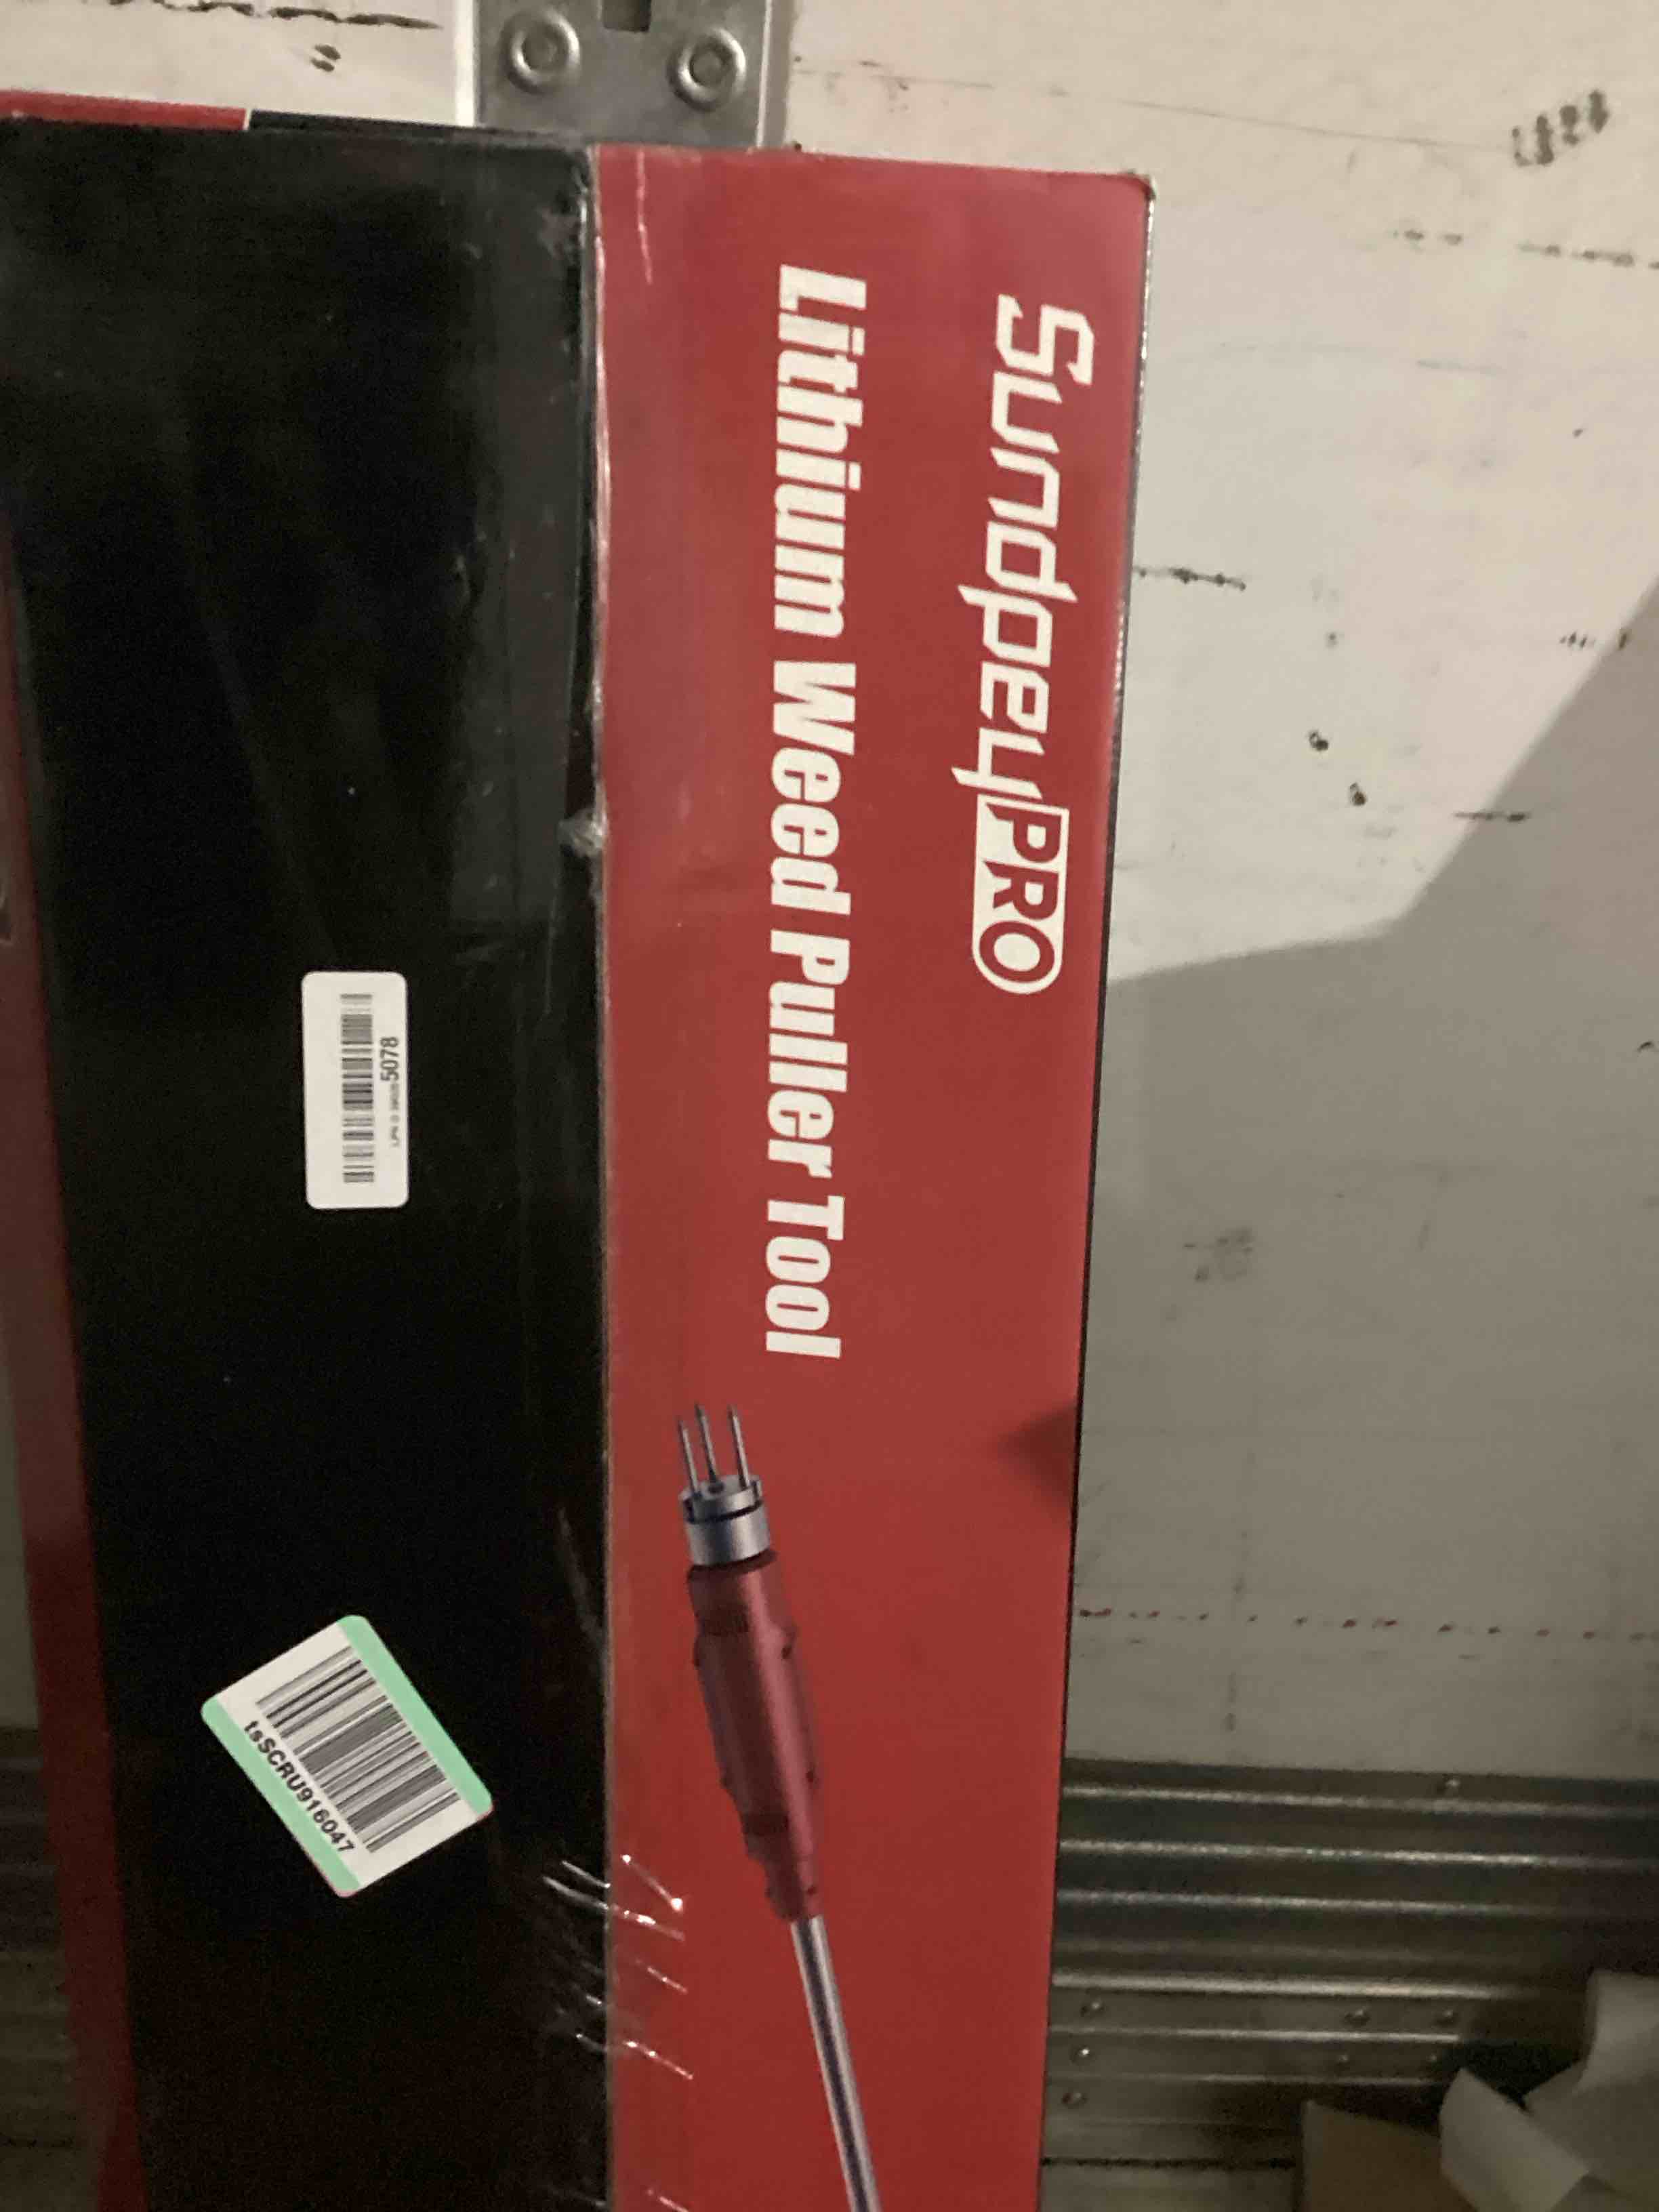 SundpeyPRO
Lithium Weed Puller Tool
5078
tsSCRU916047